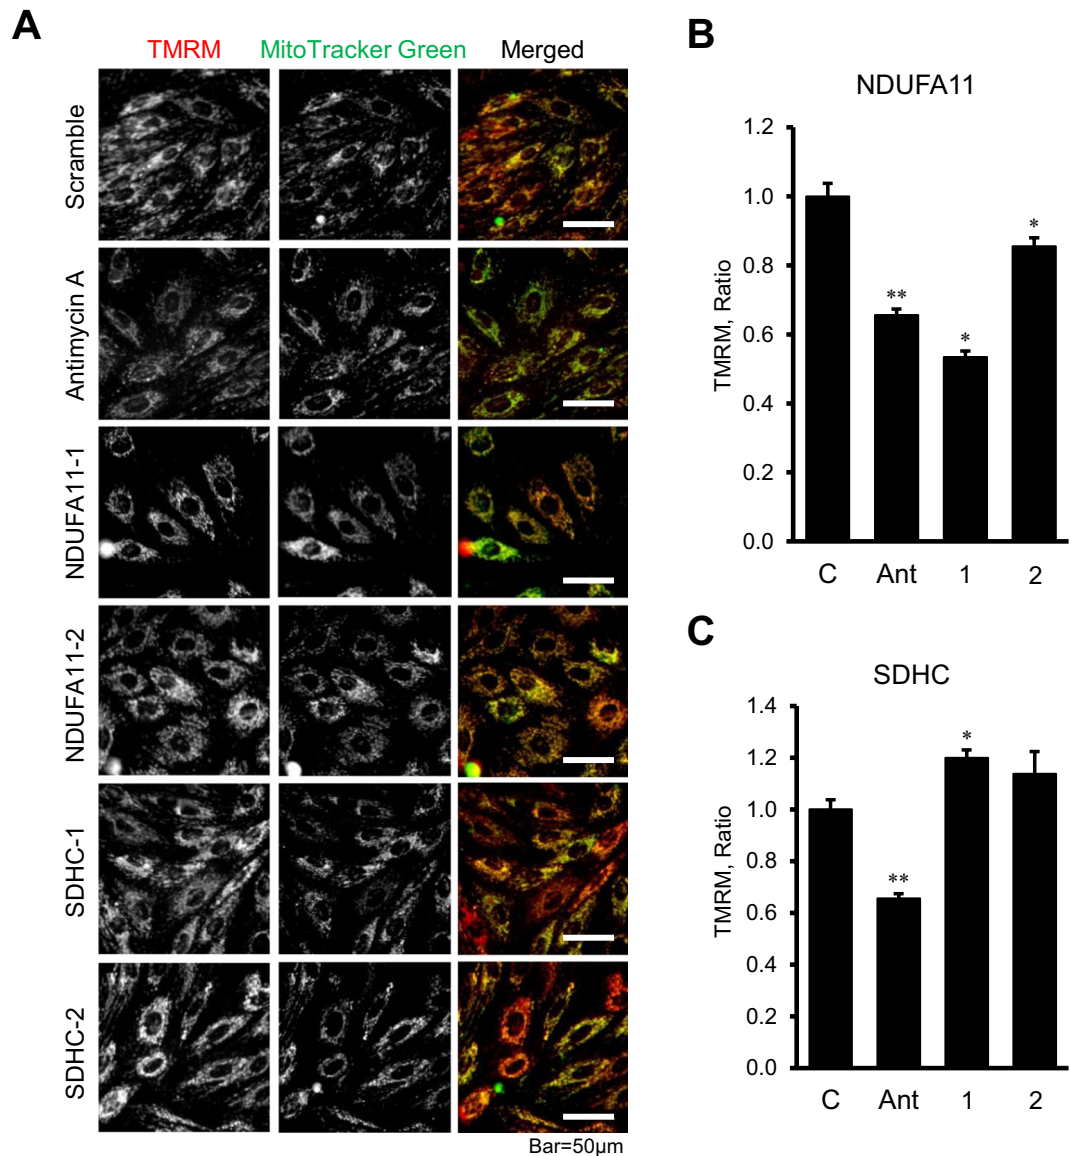 A
TMRM MitoTracker Green Merged
Scramble
Antimycin A
NDUFA11-1
NDUFA11-2
SDHC-1
SDHC-2
Bar=50μm
B
NDUFA11
TMRM, Ratio
1.2
1.0
0.8
0.6
0.4
0.2
0.0
**
*
*
C Ant 1 2
C
SDHC
TMRM, Ratio
1.4
1.2
1.0
0.8
0.6
0.4
0.2
0.0
**
*
C Ant 1 2